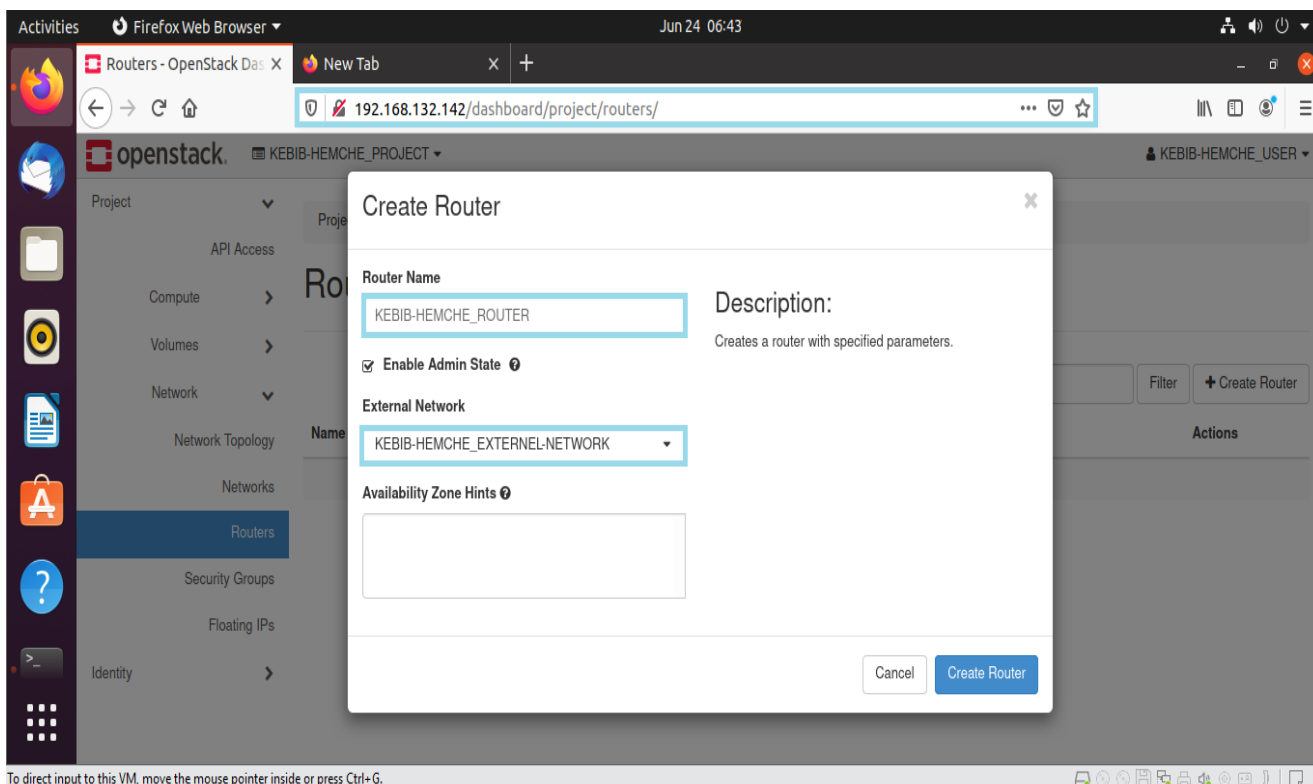 Activities Firefox Web Browser Jun 24 06:43
Routers - OpenStack Das New Tab
192.168.132.142/dashboard/project/routers/
openstack. KEBIB-HEMCHE_PROJECT KEBIB-HEMCHE_USER
Project
API Access
Compute
Volumes
Network
Network Topology
Networks
Routers
Security Groups
Floating IPs
Identity
Proje
Rou
Filter + Create Router
Name Actions
Create Router
Router Name
KEBIB-HEMCHE_ROUTER
Enable Admin State
External Network
KEBIB-HEMCHE_EXTERNEL-NETWORK
Availability Zone Hints
Description:
Creates a router with specified parameters.
Cancel Create Router
To direct input to this VM, move the mouse pointer inside or press Ctrl+G.